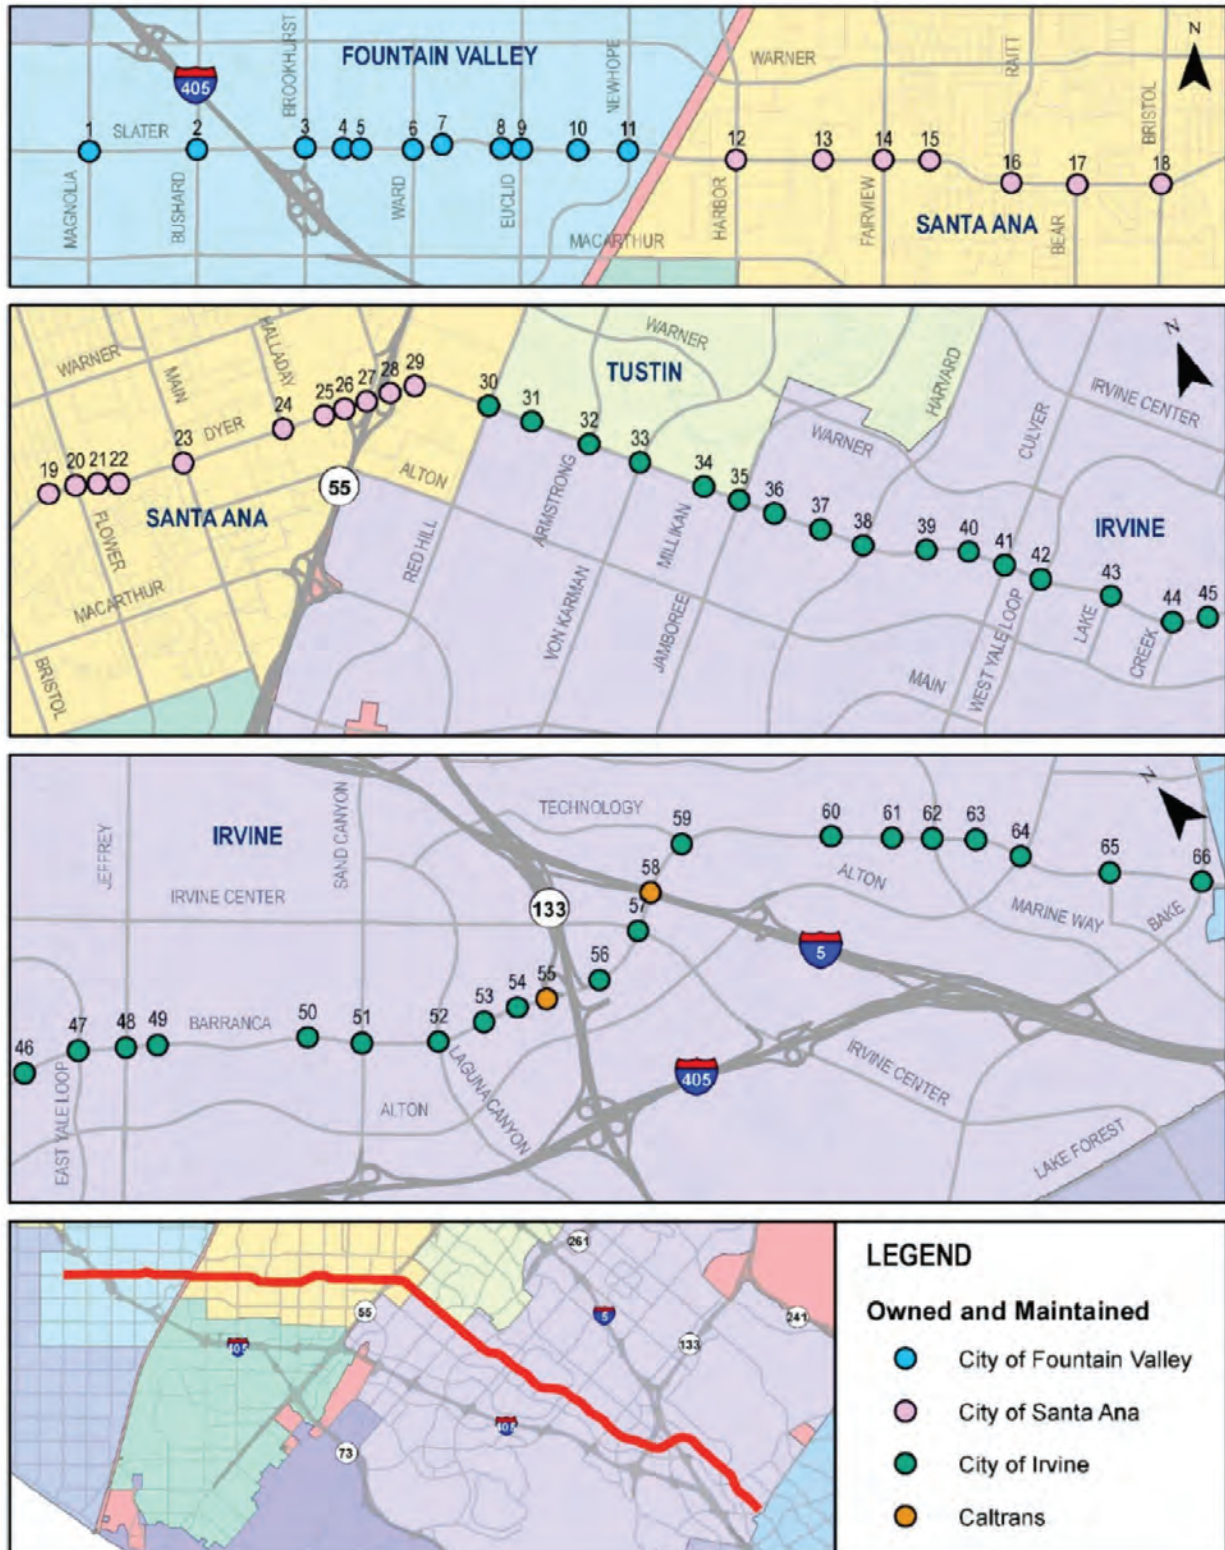 FOUNTAIN VALLEY
405
BROOKHURST
NEWHOPE
WARNER
RAITT
N
BRISTOL
SLATER
1 2 3 4 5 6 7 8 9 10 11 12 13 14 15 16 17 18
MAGNOLIA
BUSHARD
WARD
EUCLID
MACARTHUR
HARBOR
FAIRVIEW
SANTA ANA
BEAR
WARNER
MAIN
HALLADAY
DYER
19 20 21 22 23 24 25 26 27 28 29 30 31 32 33 34 35 36 37 38 39 40 41 42 43 44 45
SANTA ANA
FLOWER
MACARTHUR
BRISTOL
55
ALTON
RED HILL
TUSTIN
WARNER
ARMSTRONG
VON KARMAN
MILLIKAN
JAMBOREE
WARNER
HARVARD
CULVER
IRVINE CENTER
N
IRVINE
MAIN
WEST YALE LOOP
LAKE
CREEK
IRVINE
JEFFREY
IRVINE CENTER
SAND CANYON
TECHNOLOGY
133
N
46 47 48 49 50 51 52 53 54 55 56 57 58 59 60 61 62 63 64 65 66
BARRANCA
EAST YALE LOOP
ALTON
LAGUNA CANYON
405
5
ALTON
MARINE WAY
BAKE
IRVINE CENTER
LAKE FOREST
261
55
405
5
133
241
405
73
LEGEND
Owned and Maintained
City of Fountain Valley
City of Santa Ana
City of Irvine
Caltrans